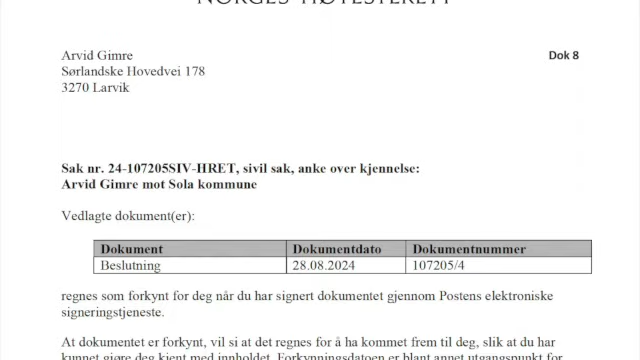 NORGES HØYESTERETT
Arvid Gimre
Dok 8
Sørlandske Hovedvei 178
3270 Larvik
Sak nr. 24-107205SIV-HRET, sivil sak, anke over kjennelse:
Arvid Gimre mot Sola kommune
Vedlagte dokument(er):
Dokument Dokumentdato Dokumentnummer
Beslutning 28.08.2024 107205/4
regnes som forkynt for deg når du har signert dokumentet gjennom Postens elektroniske
signeringstjeneste.
At dokumentet er forkynt, vil si at det regnes for å ha kommet frem til deg, slik at du har
kunnet gjøre deg kjent med innholdet. Forkynningsdatoen er blant annet utgangspunkt for